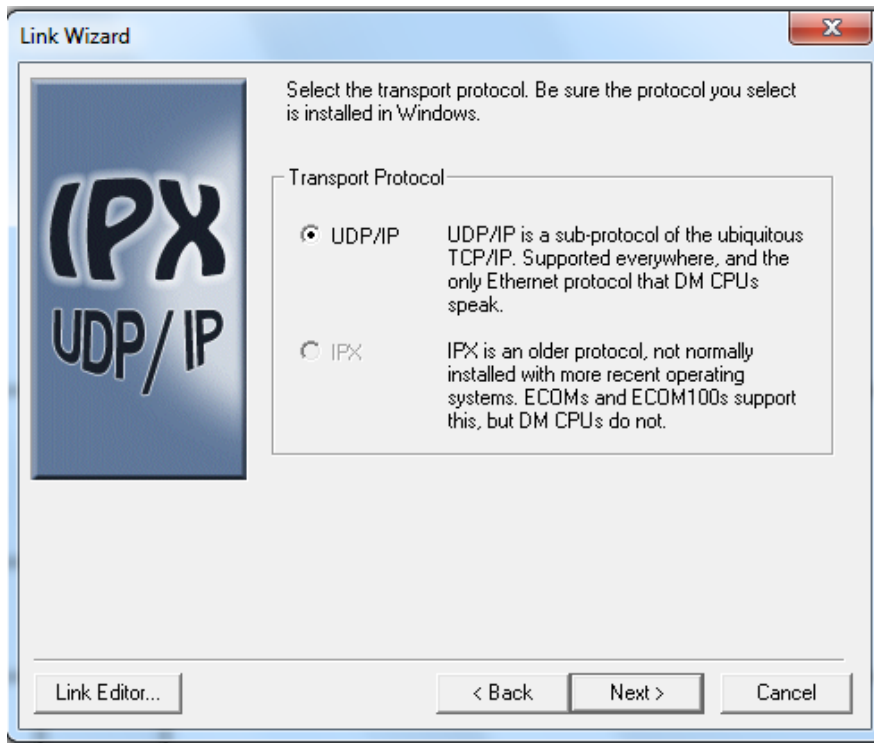 Link Wizard
Select the transport protocol. Be sure the protocol you select
is installed in Windows.
IPX
UDP/IP
Transport Protocol
UDP/IP
UDP/IP is a sub-protocol of the ubiquitous
TCP/IP. Supported everywhere, and the
only Ethernet protocol that DM CPUs
speak.
IPX
IPX is an older protocol, not normally
installed with more recent operating
systems. ECOMs and ECOM100s support
this, but DM CPUs do not.
Link Editor...
< Back
Next >
Cancel